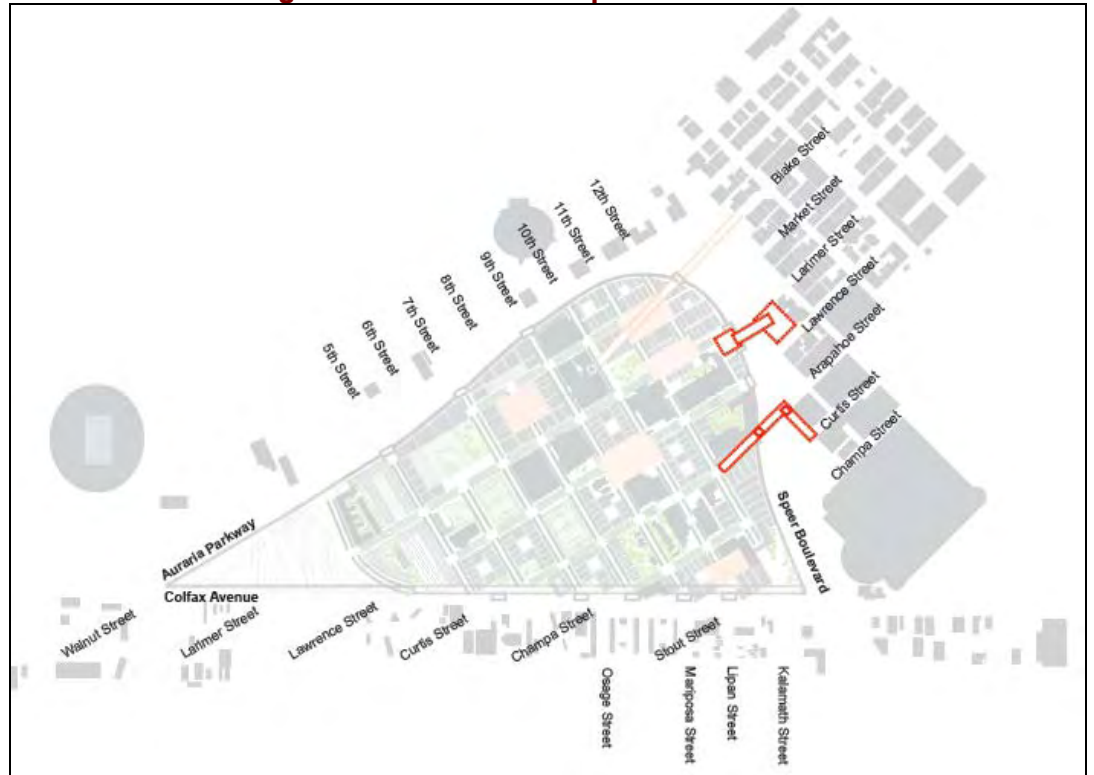 Blake Street
Market Street
Larimer Street
Lawrence Street
Arapahoe Street
Curtis Street
Champa Street
12th Street
11th Street
10th Street
9th Street
8th Street
7th Street
6th Street
5th Street
Speer Boulevard
Auraria Parkway
Colfax Avenue
Walnut Street
Larimer Street
Lawrence Street
Curtis Street
Champa Street
Stout Street
Osage Street
Mariposa Street
Lipan Street
Kalamath Street